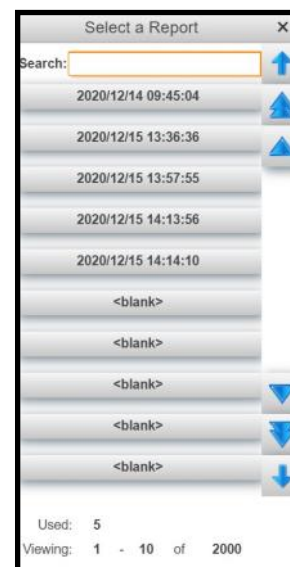 Select a Report ×
Search:
2020/12/14 09:45:04
2020/12/15 13:36:36
2020/12/15 13:57:55
2020/12/15 14:13:56
2020/12/15 14:14:10
<blank>
<blank>
<blank>
<blank>
<blank>
Used: 5
Viewing: 1 - 10 of 2000